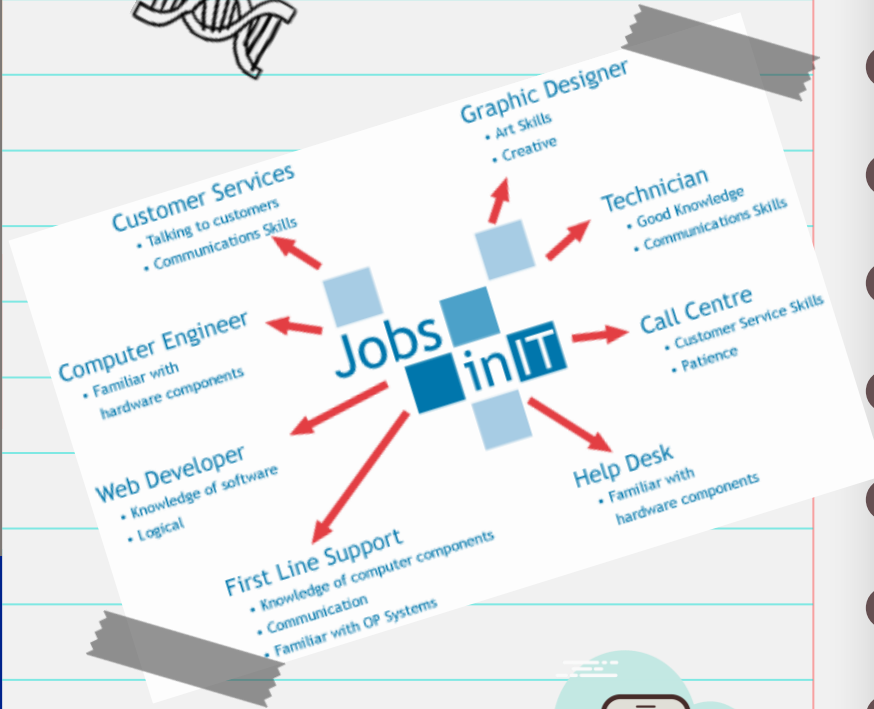 Graphic Designer
• Art Skills
• Creative
Customer Services
• Talking to customers
• Communications Skills
Technician
• Good Knowledge
• Communications Skills
Jobs
in IT
Computer Engineer
• Familiar with
hardware components
Call Centre
• Customer Service Skills
• Patience
Web Developer
• Knowledge of software
• Logical
Help Desk
• Familiar with
hardware components
First Line Support
• Knowledge of computer components
• Communication
• Familiar with OP Systems